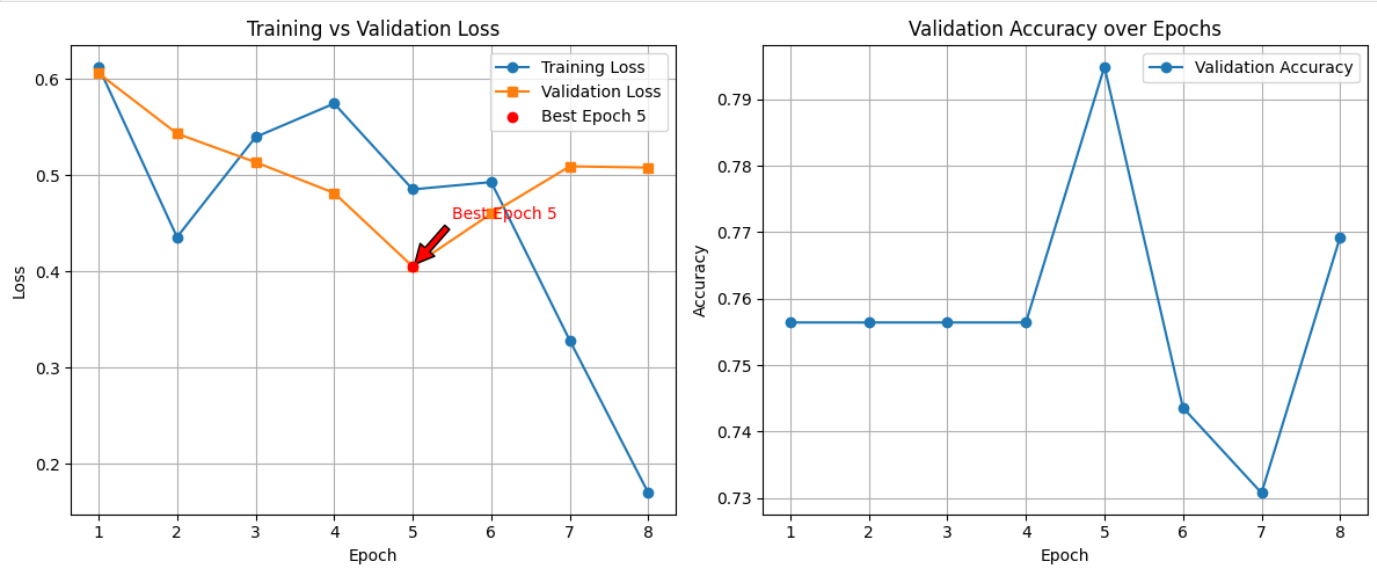 Training vs Validation Loss
Training Loss
Validation Loss
Best Epoch 5
Best Epoch 5
0.6
0.5
0.4
0.3
0.2
Loss
1 2 3 4 5 6 7 8
Epoch
Validation Accuracy over Epochs
Validation Accuracy
0.79
0.78
0.77
0.76
0.75
0.74
0.73
Accuracy
1 2 3 4 5 6 7 8
Epoch